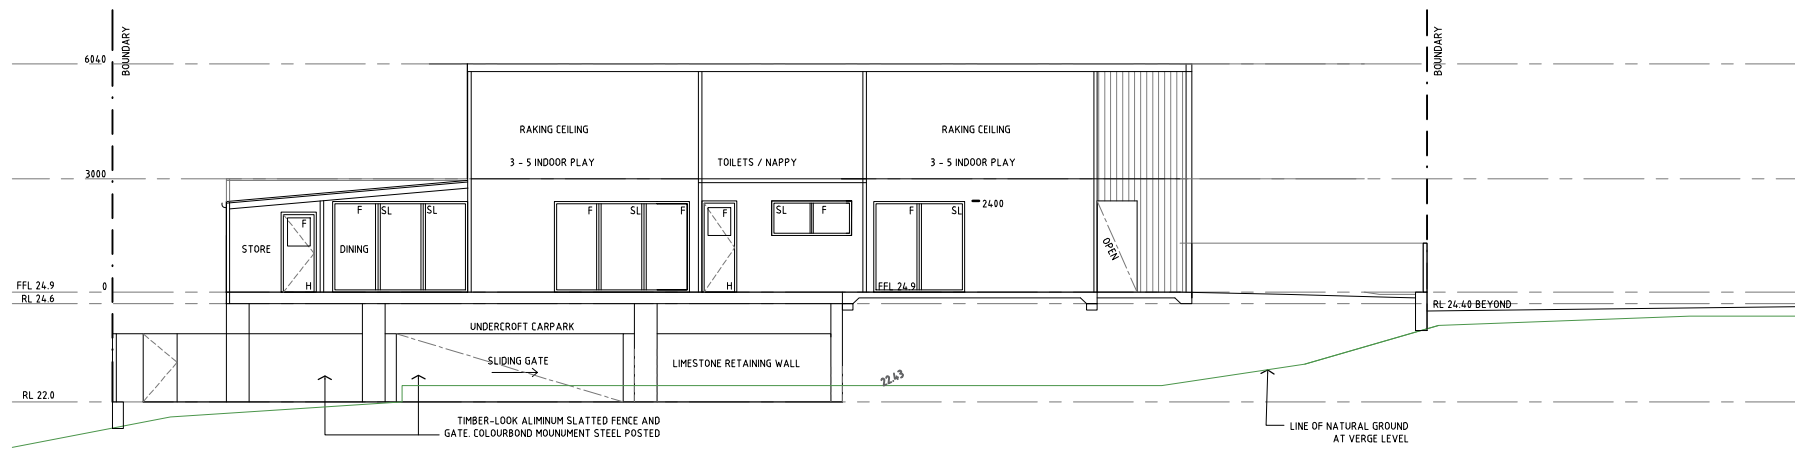 BOUNDARY
BOUNDARY
6040
RAKING CEILING
RAKING CEILING
3 - 5 INDOOR PLAY
TOILETS / NAPPY
3 - 5 INDOOR PLAY
3000
2400
F
SL
SL
F
SL
F
F
SL
F
F
SL
F
STORE
DINING
OPEN
FFL 24.9
0
H
H
FFL 24.9
RL 24.6
RL 24.40 BEYOND
UNDERCROFT CARPARK
SLIDING GATE
LIMESTONE RETAINING WALL
22.43
RL 22.0
TIMBER-LOOK ALIMINUM SLATTED FENCE AND
GATE. COLOURBOND MOUNUMENT STEEL POSTED
LINE OF NATURAL GROUND
AT VERGE LEVEL